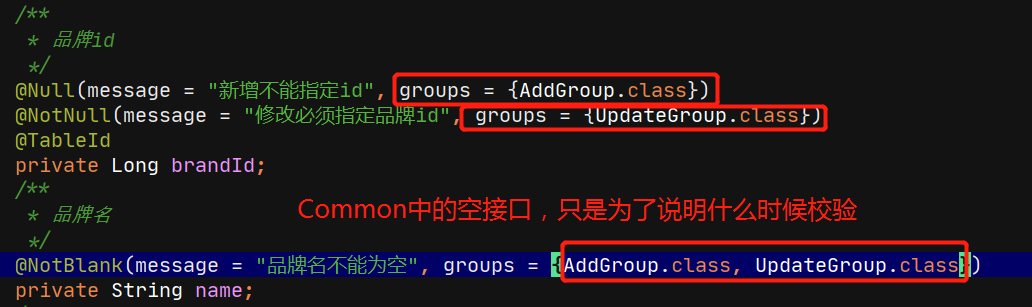 /**
 * 品牌id
 */
@Null(message = "新增不能指定id", groups = {AddGroup.class})
@NotNull(message = "修改必须指定品牌id", groups = {UpdateGroup.class})
@TableId
private Long brandId;
/**
 * 品牌名
Common中的空接口，只是为了说明什么时候校验
 */
@NotBlank(message = "品牌名不能为空", groups = {AddGroup.class, UpdateGroup.class})
private String name;